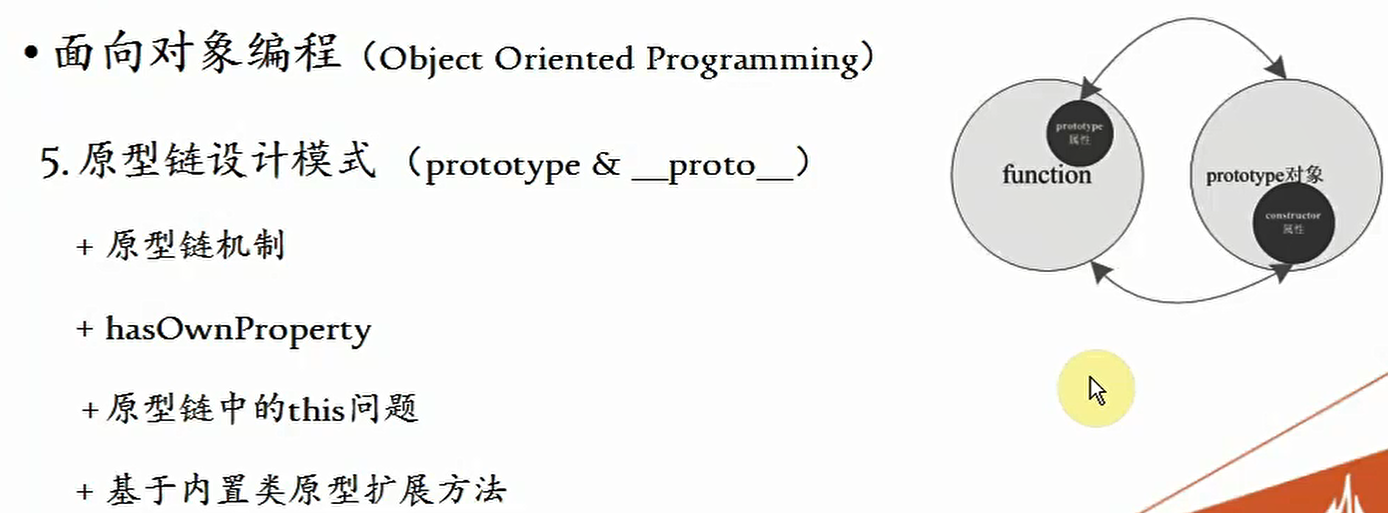 • 面向对象编程（Object Oriented Programming）
5. 原型链设计模式 （prototype & __proto__）
+ 原型链机制
+ hasOwnProperty
+ 原型链中的this问题
+ 基于内置类原型扩展方法
prototype
属性
function
prototype对象
constructor
属性